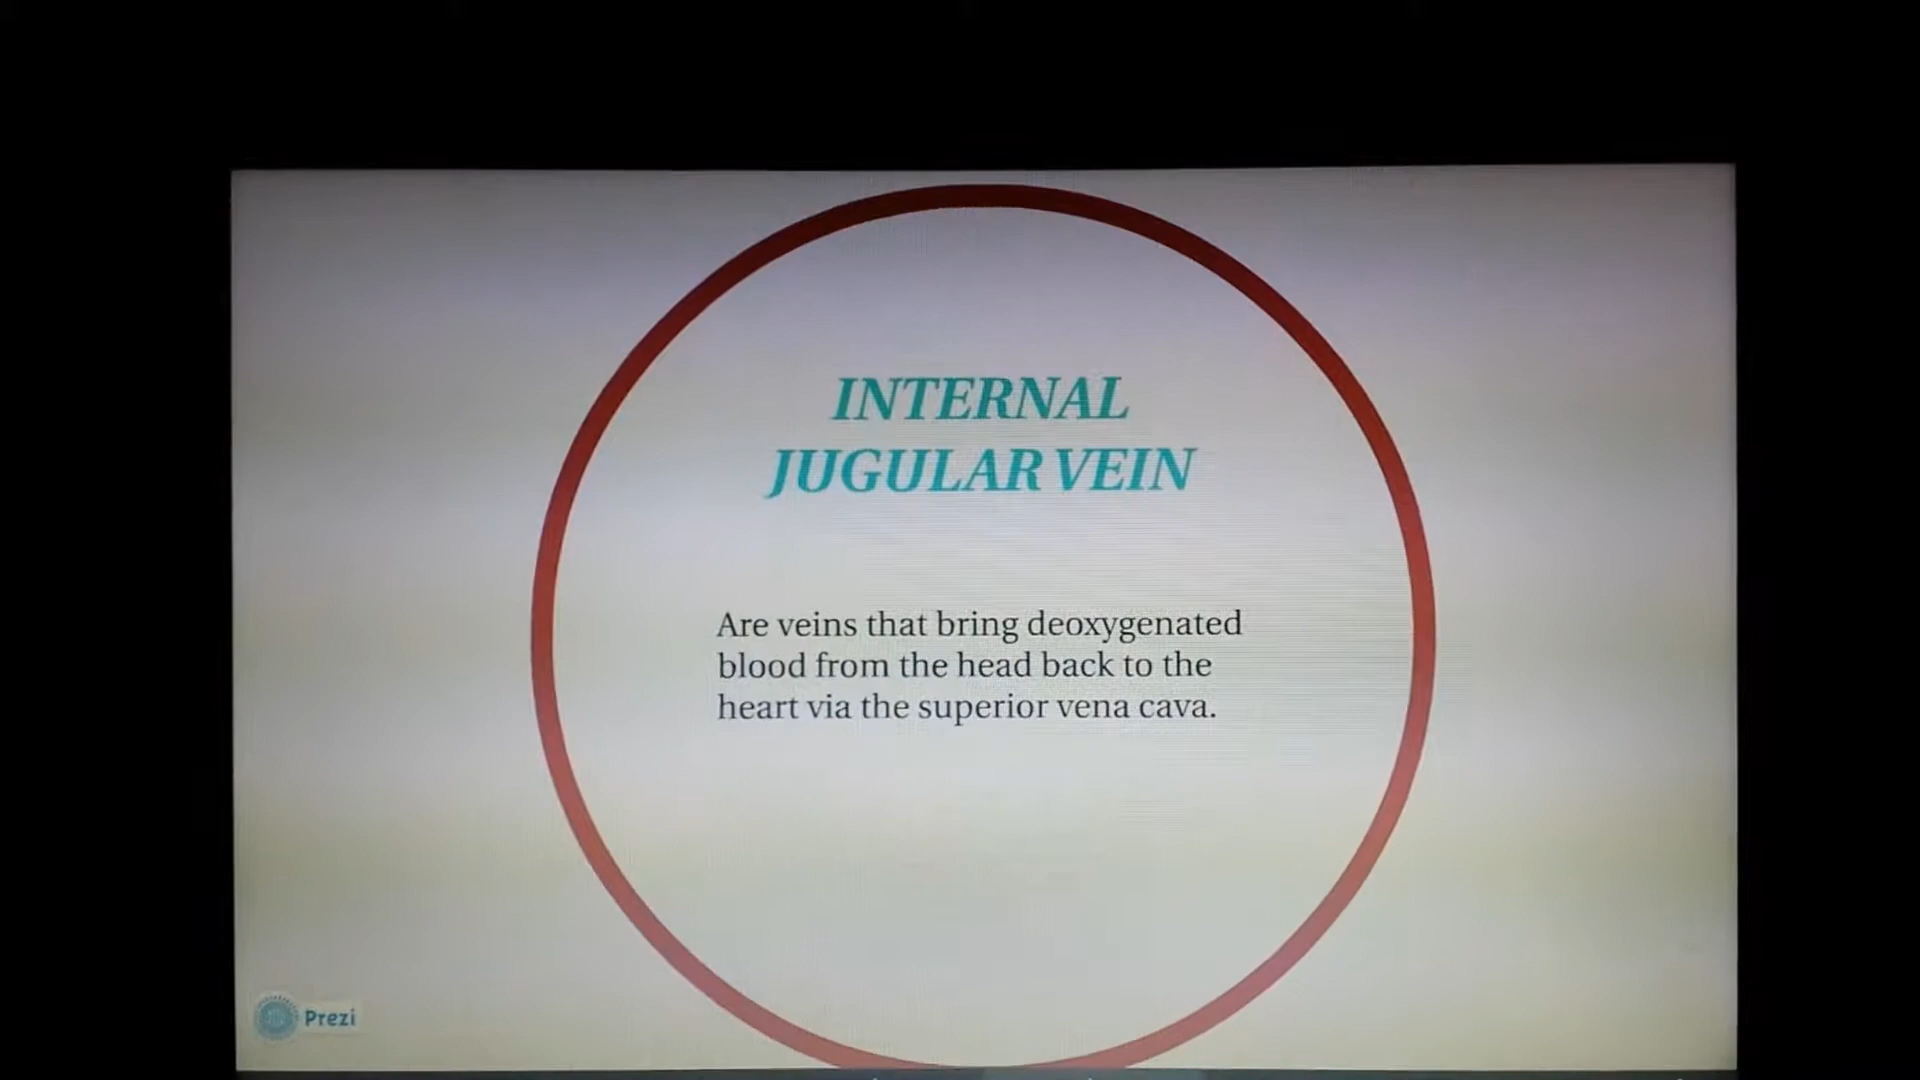 INTERNAL
JUGULAR VEIN
Are veins that bring deoxygenated
blood from the head back to the
heart via the superior vena cava.
Prezi